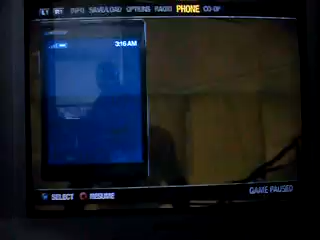 INFO SAVE/LOAD OPTIONS RADIO PHONE CO-OP
3:16 AM
SELECT RESUME
GAME PAUSED